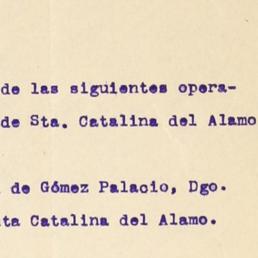 de las siguientes opera-
de Sta. Catalina del Alamo
de Gómez Palacio, Dgo.
ta Catalina del Alamo.